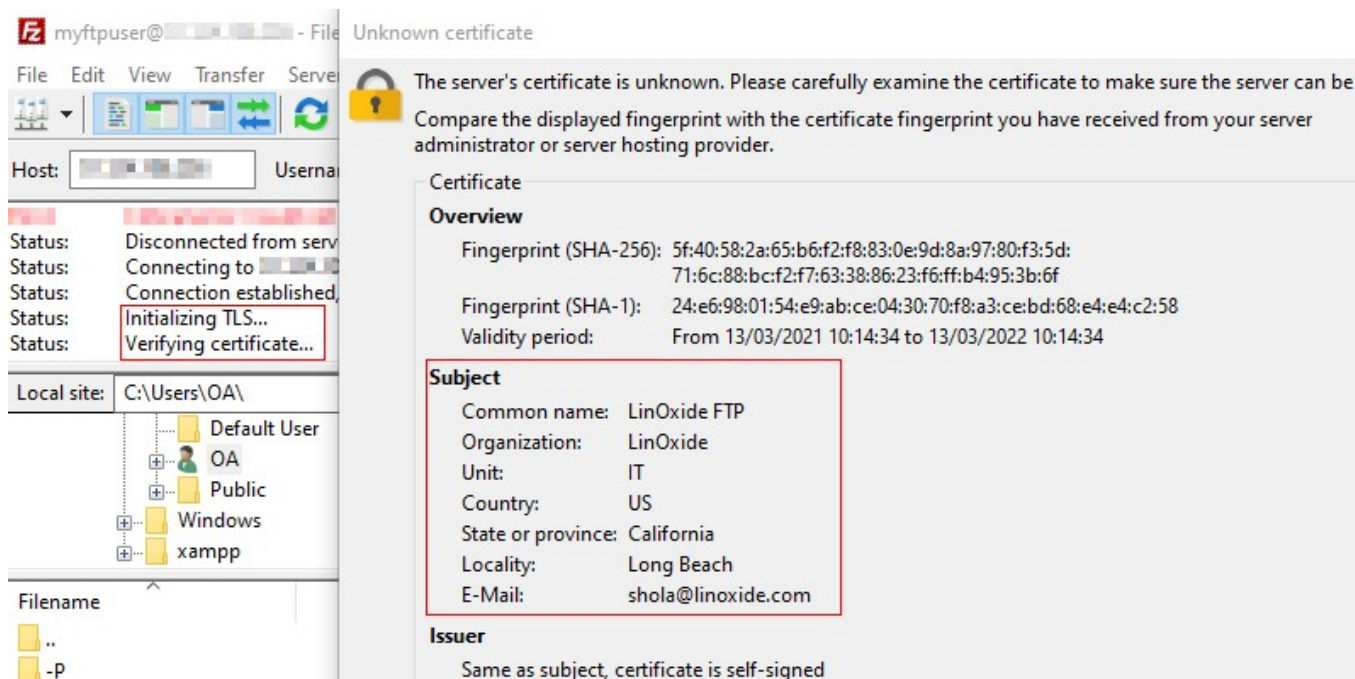 myftpuser@ - File
Unknown certificate
File Edit View Transfer Server
The server's certificate is unknown. Please carefully examine the certificate to make sure the server can be
Compare the displayed fingerprint with the certificate fingerprint you have received from your server
administrator or server hosting provider.
Host:
Certificate
Overview
Fingerprint (SHA-256): 5f:40:58:2a:65:b6:f2:f8:83:0e:9d:8a:97:80:f3:5d:
71:6c:88:bc:f2:f7:63:38:86:23:f6:ff:b4:95:3b:6f
Fingerprint (SHA-1): 24:e6:98:01:54:e9:ab:ce:04:30:70:f8:a3:ce:bd:68:e4:e4:c2:58
Validity period: From 13/03/2021 10:14:34 to 13/03/2022 10:14:34
Status: Disconnected from serv
Status: Connecting to
Status: Connection established,
Status: Initializing TLS...
Status: Verifying certificate...
Subject
Common name: LinOxide FTP
Organization: LinOxide
Unit: IT
Country: US
State or province: California
Locality: Long Beach
E-Mail: shola@linoxide.com
Issuer
Same as subject, certificate is self-signed
Local site: C:\Users\OA\
Default User
OA
Public
Windows
xampp
Filename
..
-P